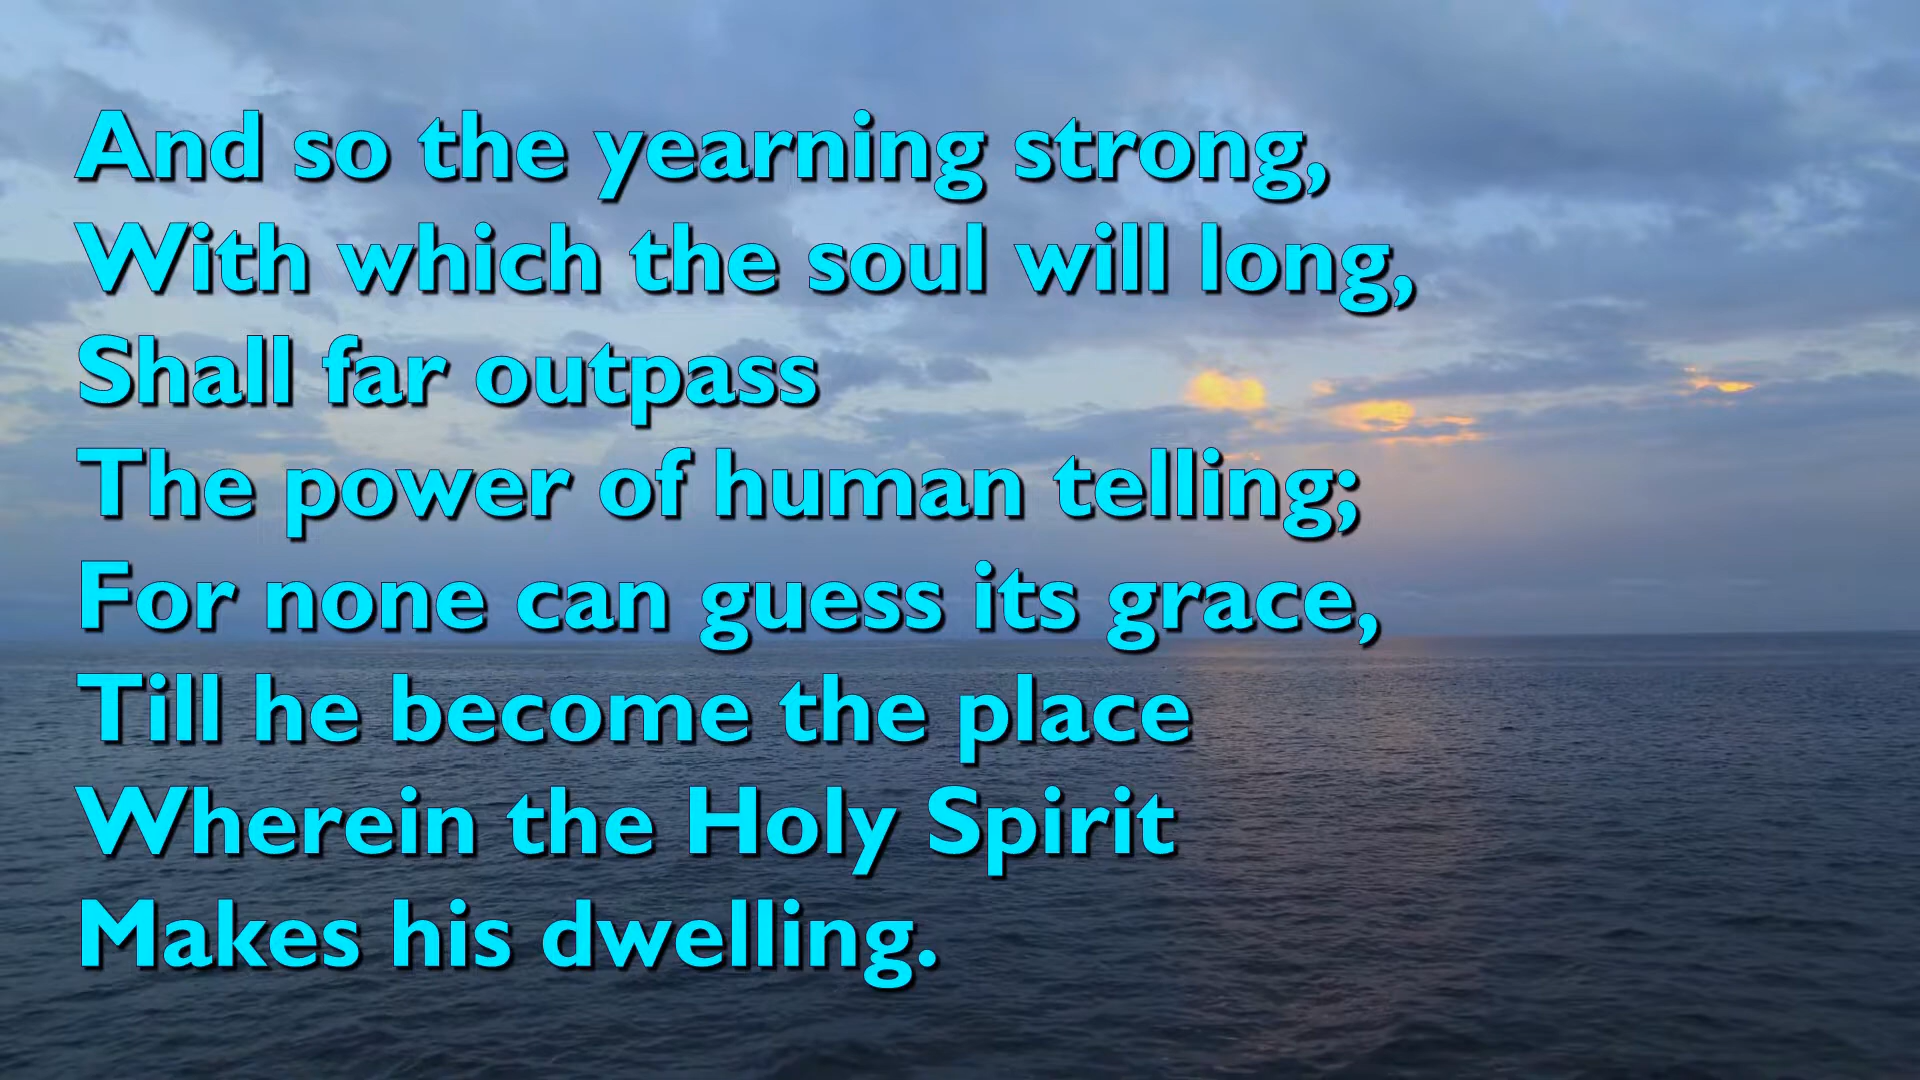 And so the yearning strong,
With which the soul will long,
Shall far outpass
The power of human telling;
For none can guess its grace,
Till he become the place
Wherein the Holy Spirit
Makes his dwelling.